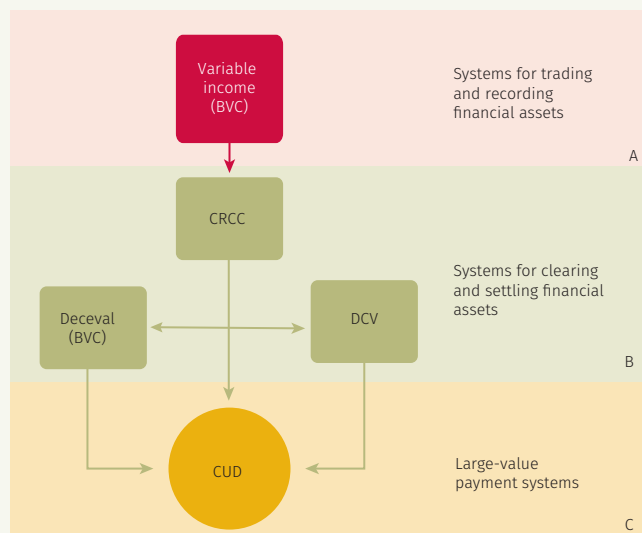 Variable
income
(BVC)
Systems for trading
and recording
financial assets
A
CRCC
Systems for clearing
and settling financial
assets
Deceval
(BVC)
DCV
B
CUD
Large-value
payment systems
C